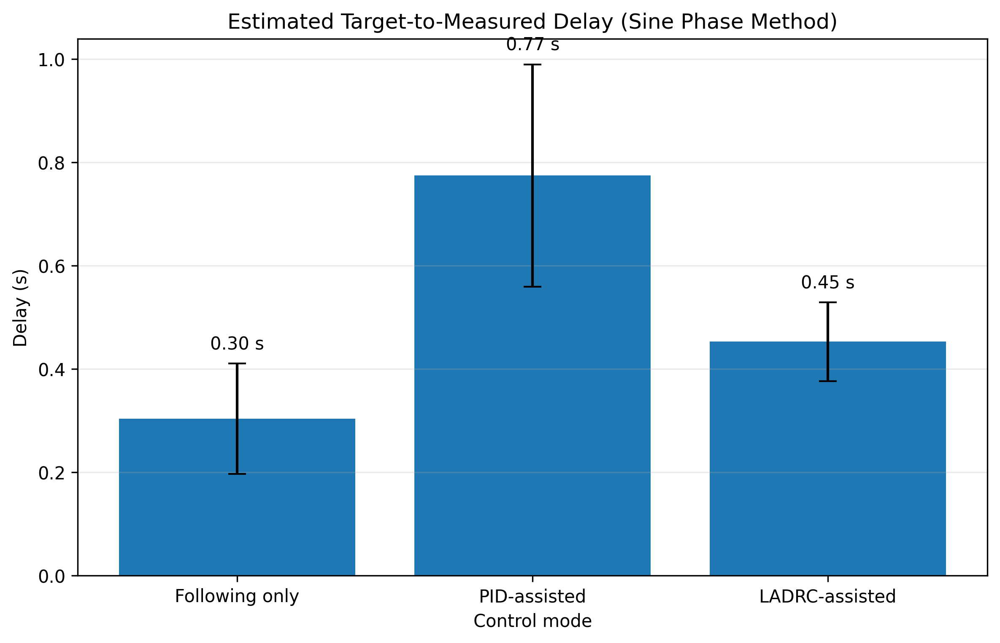 Estimated Target-to-Measured Delay (Sine Phase Method)
0.77 s
1.0
0.8
0.6
0.45 s
Delay (s)
0.30 s
0.4
0.2
0.0
Following only
PID-assisted
LADRC-assisted
Control mode